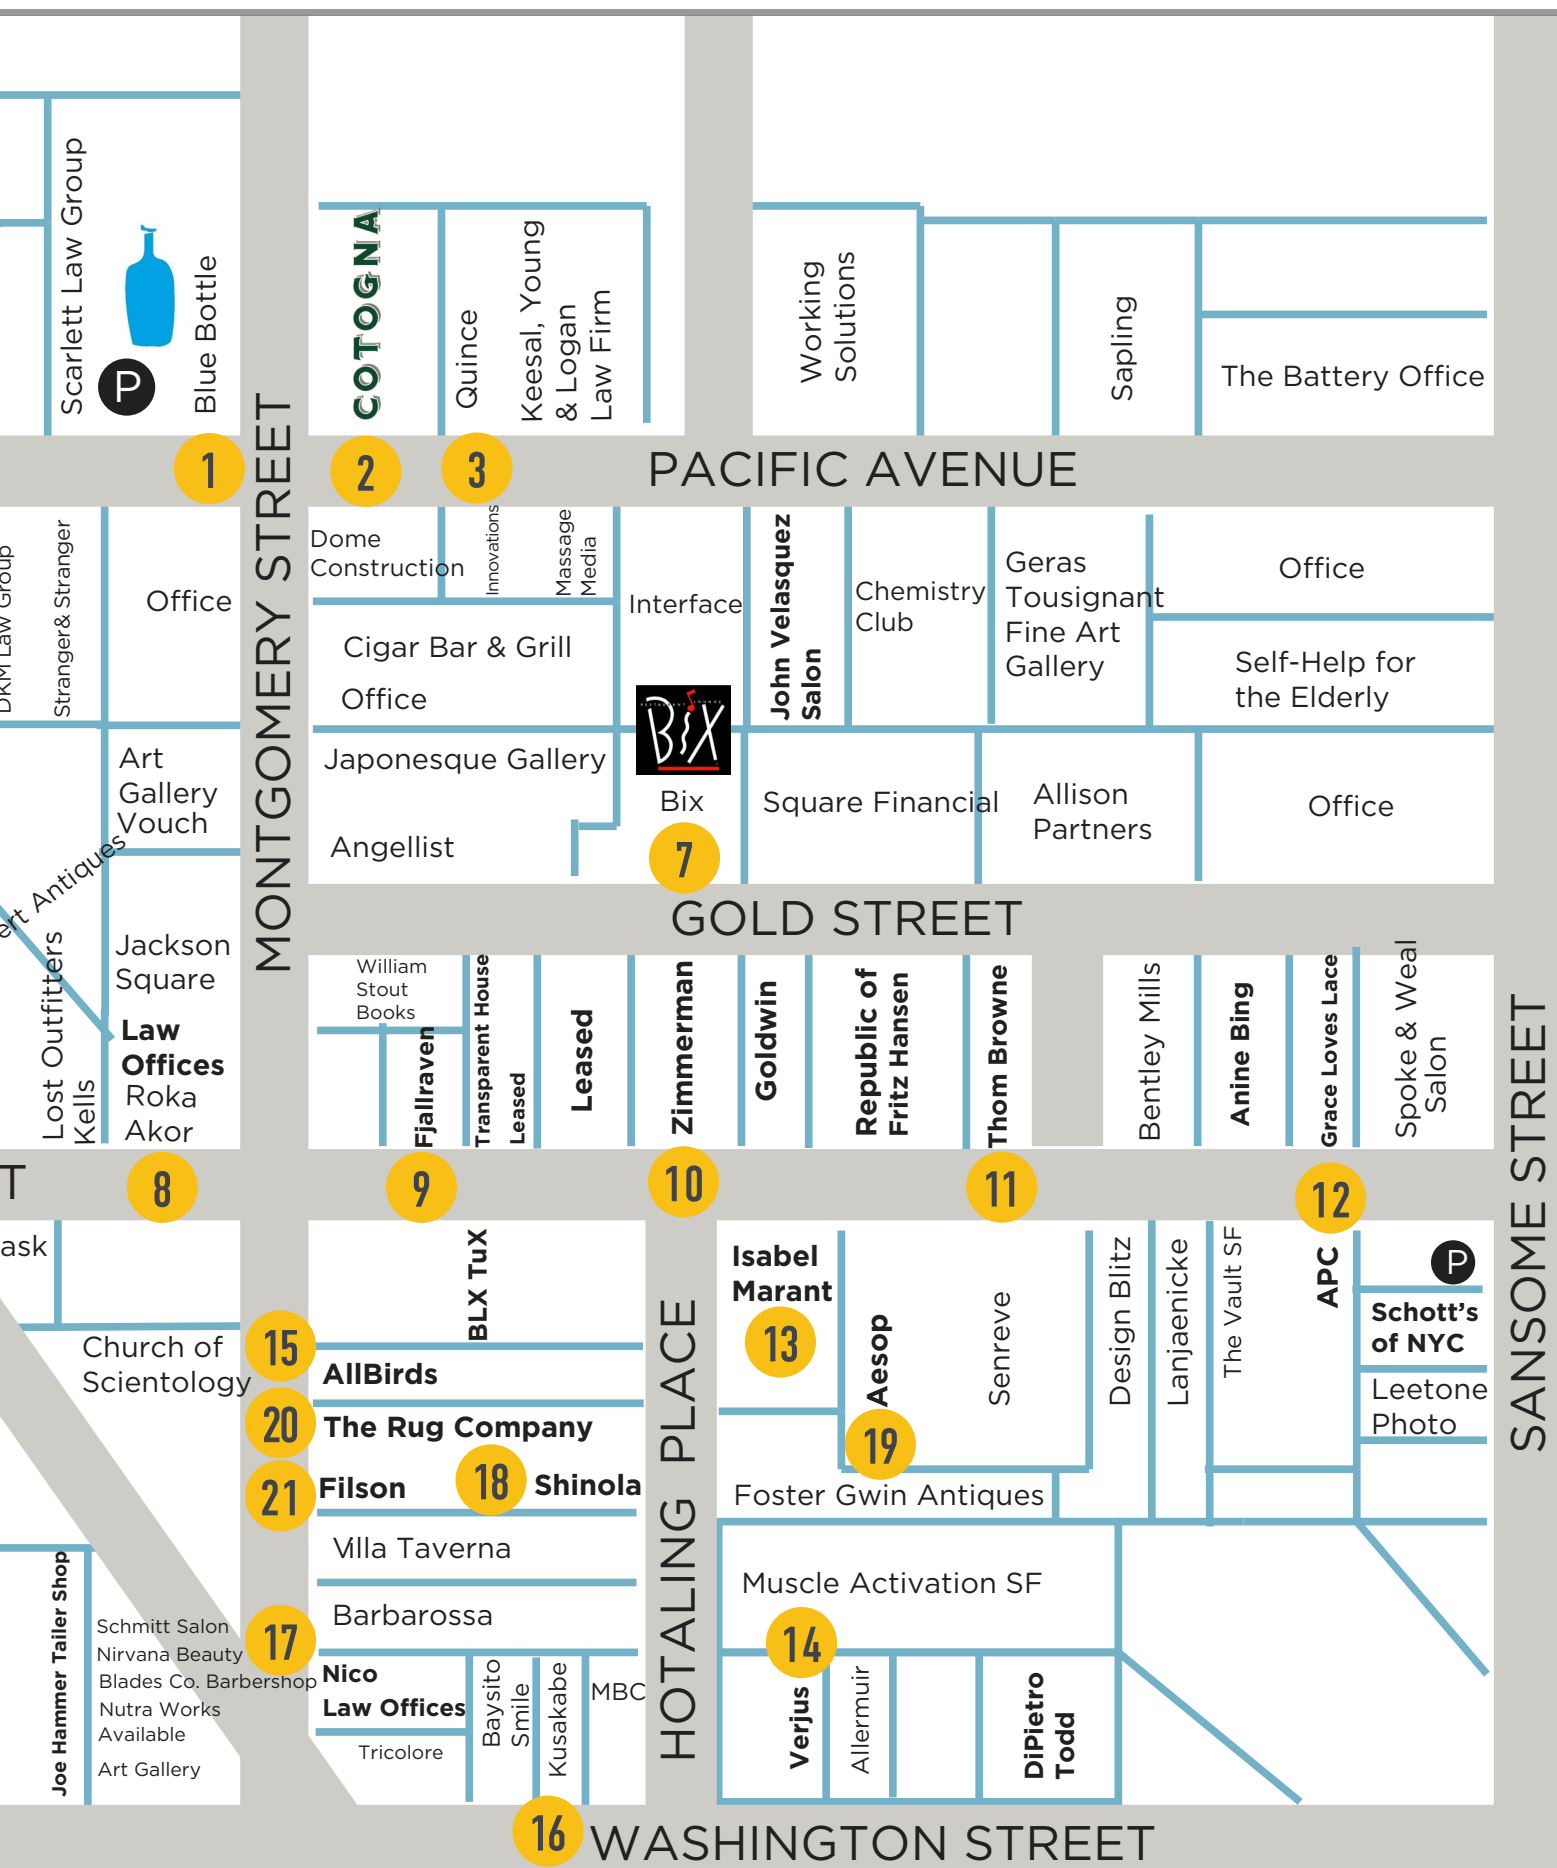 Scarlett Law Group
P
Blue Bottle
COTOGNA
Quince
Keesal, Young
& Logan
Law Firm
Working
Solutions
Sapling
The Battery Office
1
2
3
PACIFIC AVENUE
MONTGOMERY STREET
DKM Law Group
Stranger& Stranger
Office
Dome
Construction
Innovations
Massage
Media
Interface
John Velasquez
Salon
Chemistry
Club
Geras
Tousignant
Fine Art
Gallery
Office
Self-Help for
the Elderly
Cigar Bar & Grill
Office
RESTAURANT LOUNGE
BiX
Art
Gallery
Vouch
Japonesque Gallery
Angellist
Bix
7
Square Financial
Allison
Partners
Office
ert Antiques
GOLD STREET
Lost Outfitters
Kells
Jackson
Square
Law
Offices
Roka
Akor
William
Stout
Books
Fjallraven
Transparent House
Leased
Leased
Zimmerman
Goldwin
Republic of
Fritz Hansen
Thom Browne
Bentley Mills
Anine Bing
Grace Loves Lace
Spoke & Weal
Salon
SANSOME STREET
T
8
9
10
11
12
ask
Church of
Scientology
BLX TuX
15
AllBirds
20
The Rug Company
21
Filson
18
Shinola
Villa Taverna
Barbarossa
17
Nico
Law Offices
Tricolore
Baysito
Smile
Kusakabe
MBC
HOTALING PLACE
Isabel
Marant
13
Aesop
19
Senreve
Design Blitz
Lanjaenicke
The Vault SF
APC
P
Schott's
of NYC
Leetone
Photo
Foster Gwin Antiques
Muscle Activation SF
14
Verjus
Allermuir
DiPietro
Todd
Joe Hammer Tailer Shop
Schmitt Salon
Nirvana Beauty
Blades Co. Barbershop
Nutra Works
Available
Art Gallery
16
WASHINGTON STREET